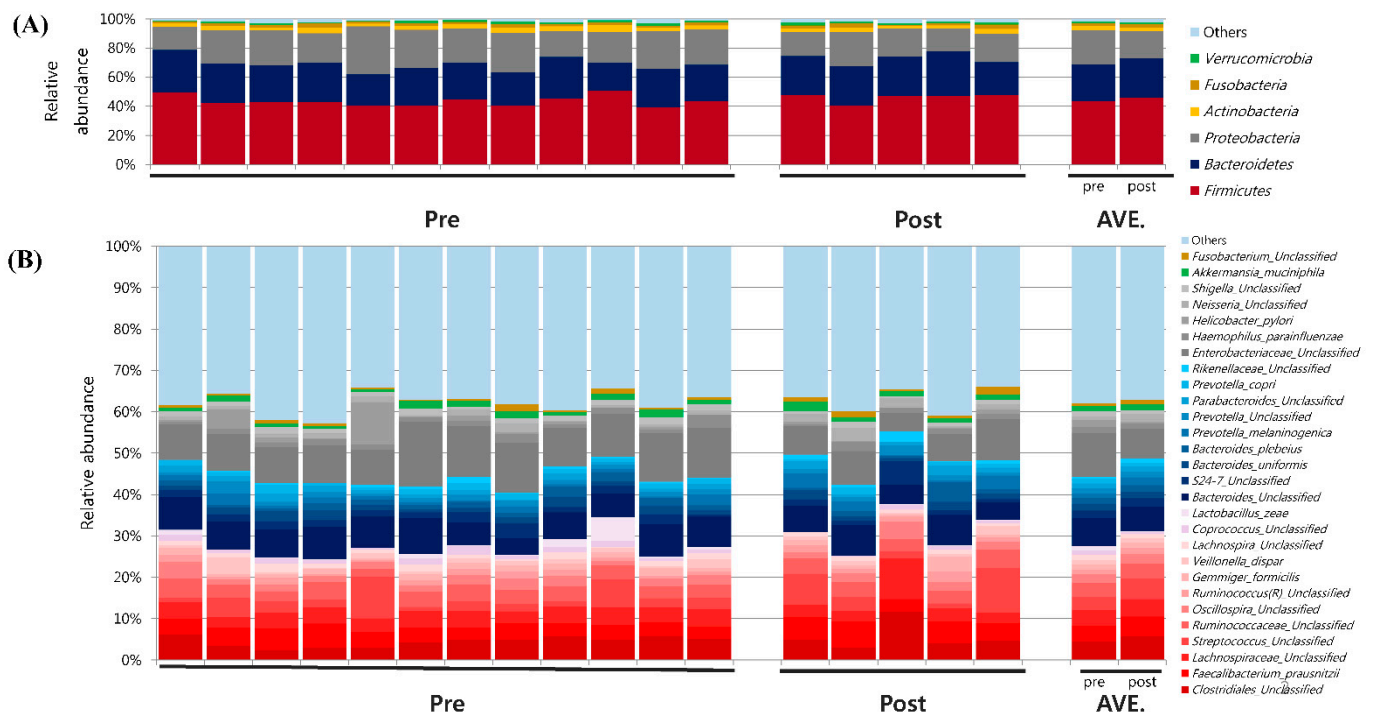 (A)
Relative
abundance
100%
80%
60%
40%
20%
0%
Others
Verrucomicrobia
Fusobacteria
Actinobacteria
Proteobacteria
Bacteroidetes
Firmicutes
pre post
Pre Post AVE.
(B)
Relative abundance
100%
90%
80%
70%
60%
50%
40%
30%
20%
10%
0%
Others
Fusobacterium_Unclassified
Akkermansia_muciniphila
Shigella_Unclassified
Neisseria_Unclassified
Helicobacter_pylori
Haemophilus_parainfluenzae
Enterobacteriaceae_Unclassified
Rikenellaceae_Unclassified
Prevotella_copri
Parabacteroides_Unclassified
Prevotella_Unclassified
Prevotella_melaninogenica
Bacteroides_plebeius
Bacteroides_uniformis
S24-7_Unclassified
Bacteroides_Unclassified
Lactobacillus_zeae
Coprococcus_Unclassified
Lachnospira_Unclassified
Veillonella_dispar
Gemmiger_formicilis
Ruminococcus(R)_Unclassified
Oscillospira_Unclassified
Ruminococcaceae_Unclassified
Streptococcus_Unclassified
Lachnospiraceae_Unclassified
Faecalibacterium_prausnitzii
Clostridiales_Unclassified
pre post
Pre Post AVE.